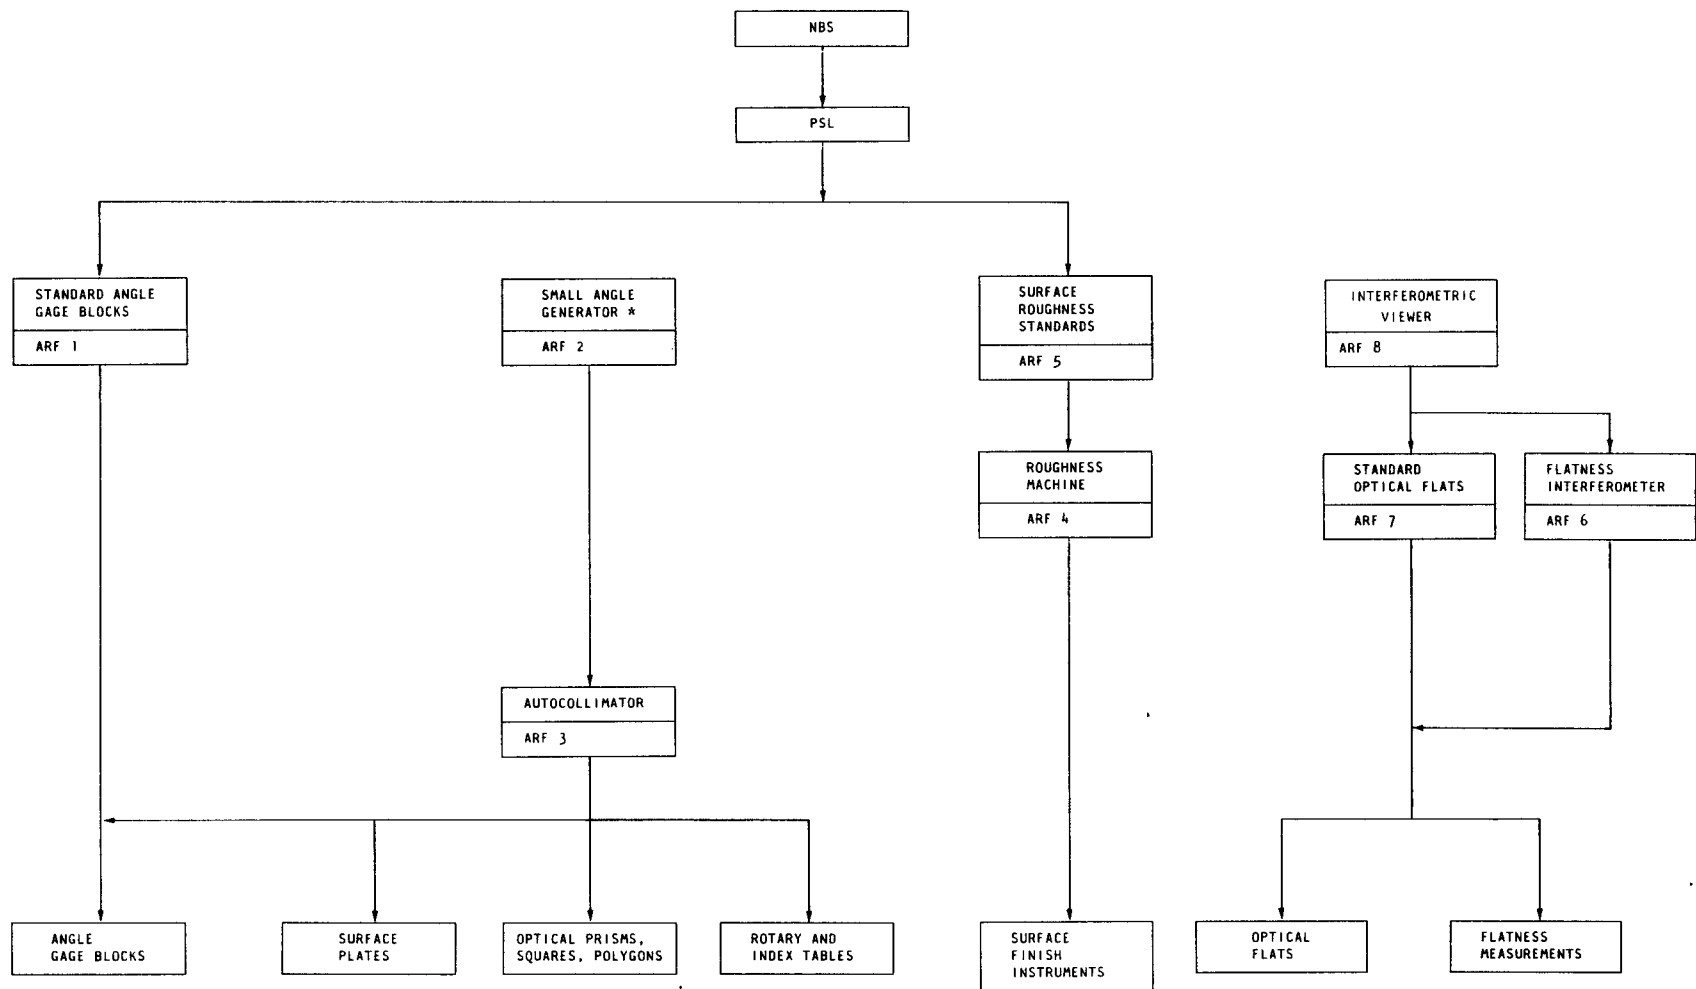 NBS
PSL
STANDARD ANGLE
GAGE BLOCKS
ARF 1
SMALL ANGLE
GENERATOR *
ARF 2
SURFACE
ROUGHNESS
STANDARDS
ARF 5
INTERFEROMETRIC
VIEWER
ARF 8
ROUGHNESS
MACHINE
ARF 4
STANDARD
OPTICAL FLATS
ARF 7
FLATNESS
INTERFEROMETER
ARF 6
AUTOCOLLIMATOR
ARF 3
ANGLE
GAGE BLOCKS
SURFACE
PLATES
OPTICAL PRISMS,
SQUARES, POLYGONS
ROTARY AND
INDEX TABLES
SURFACE
FINISH
INSTRUMENTS
OPTICAL
FLATS
FLATNESS
MEASUREMENTS